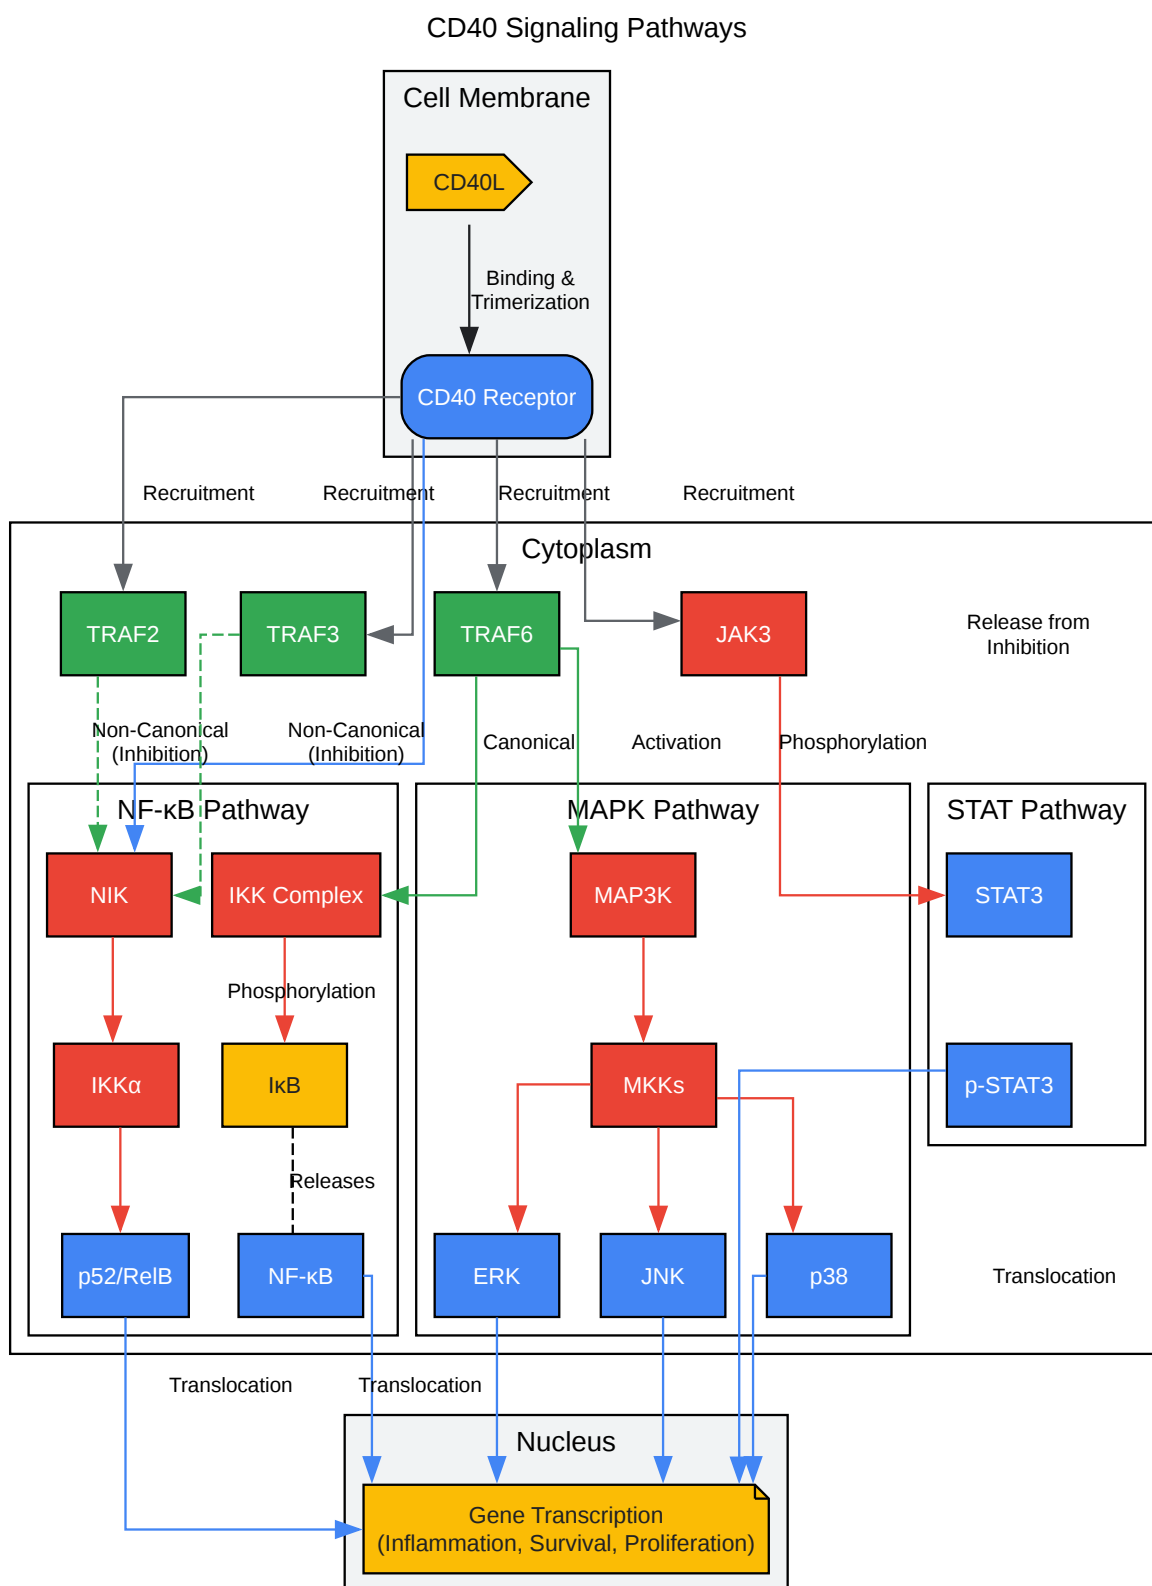 CD40 Signaling Pathways
Cell Membrane
CD40L
Binding &
Trimerization
CD40 Receptor
Recruitment
Recruitment
Recruitment
Recruitment
Cytoplasm
TRAF2
TRAF3
TRAF6
JAK3
Release from
Inhibition
Non-Canonical
(Inhibition)
Non-Canonical
(Inhibition)
Canonical
Activation
Phosphorylation
NF-κB Pathway
MAPK Pathway
STAT Pathway
NIK
IKK Complex
MAP3K
STAT3
Phosphorylation
IKKα
IκB
MKKs
p-STAT3
Releases
p52/RelB
NF-κB
ERK
JNK
p38
Translocation
Translocation
Translocation
Nucleus
Gene Transcription
(Inflammation, Survival, Proliferation)